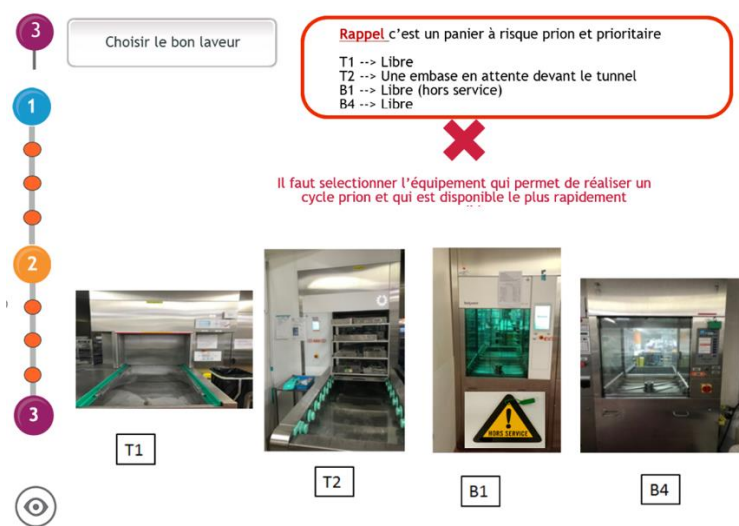 3
Choisir le bon laveur
Rappel c’est un panier à risque prion et prioritaire
T1 --> Libre
T2 --> Une embase en attente devant le tunnel
B1 --> Libre (hors service)
B4 --> Libre
1
Il faut selectionner l’équipement qui permet de réaliser un
cycle prion et qui est disponible le plus rapidement
2
3
HORS SERVICE
T1
T2
B1
B4